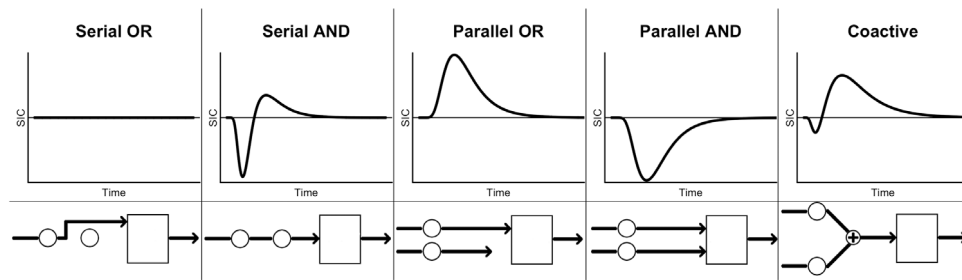 Serial OR
Serial AND
Parallel OR
Parallel AND
Coactive
SIC
SIC
SIC
SIC
SIC
Time
Time
Time
Time
Time